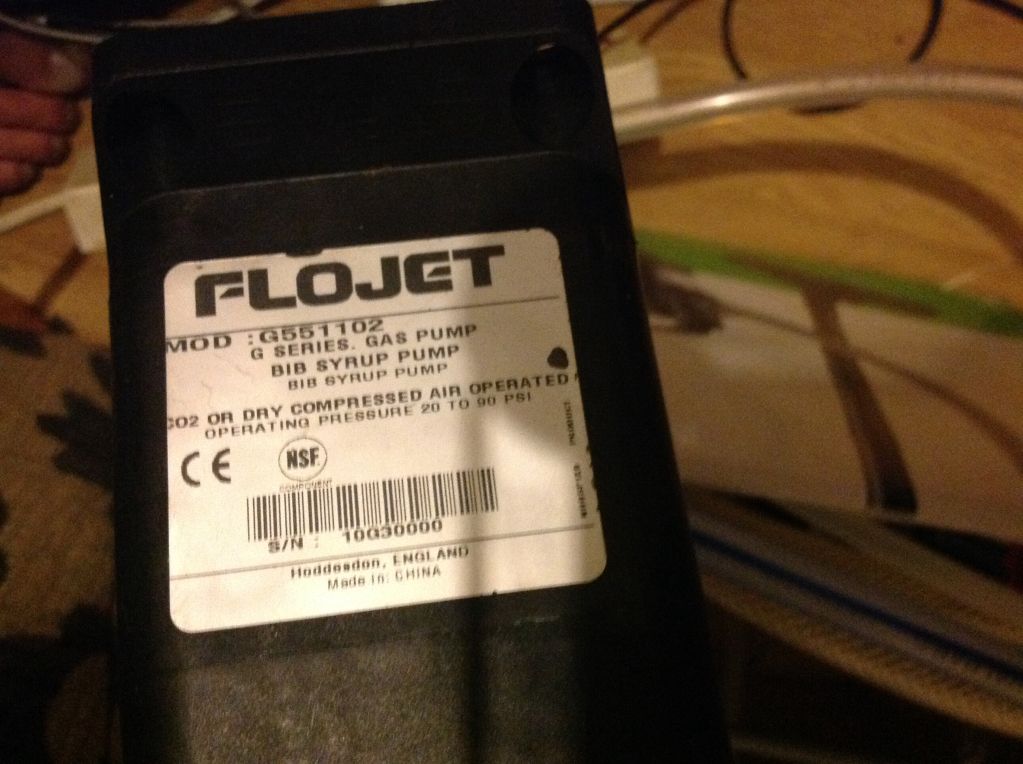 FLOJET
MOD : G551102
G SERIES. GAS PUMP
BIB SYRUP PUMP
BIB SYRUP PUMP
CO2 OR DRY COMPRESSED AIR OPERATED
OPERATING PRESSURE 20 TO 90 PSI
CE
NSF
COMPONENT
S/N : 10G30000
Hoddesdon, ENGLAND
Made in: CHINA
PRODUCT